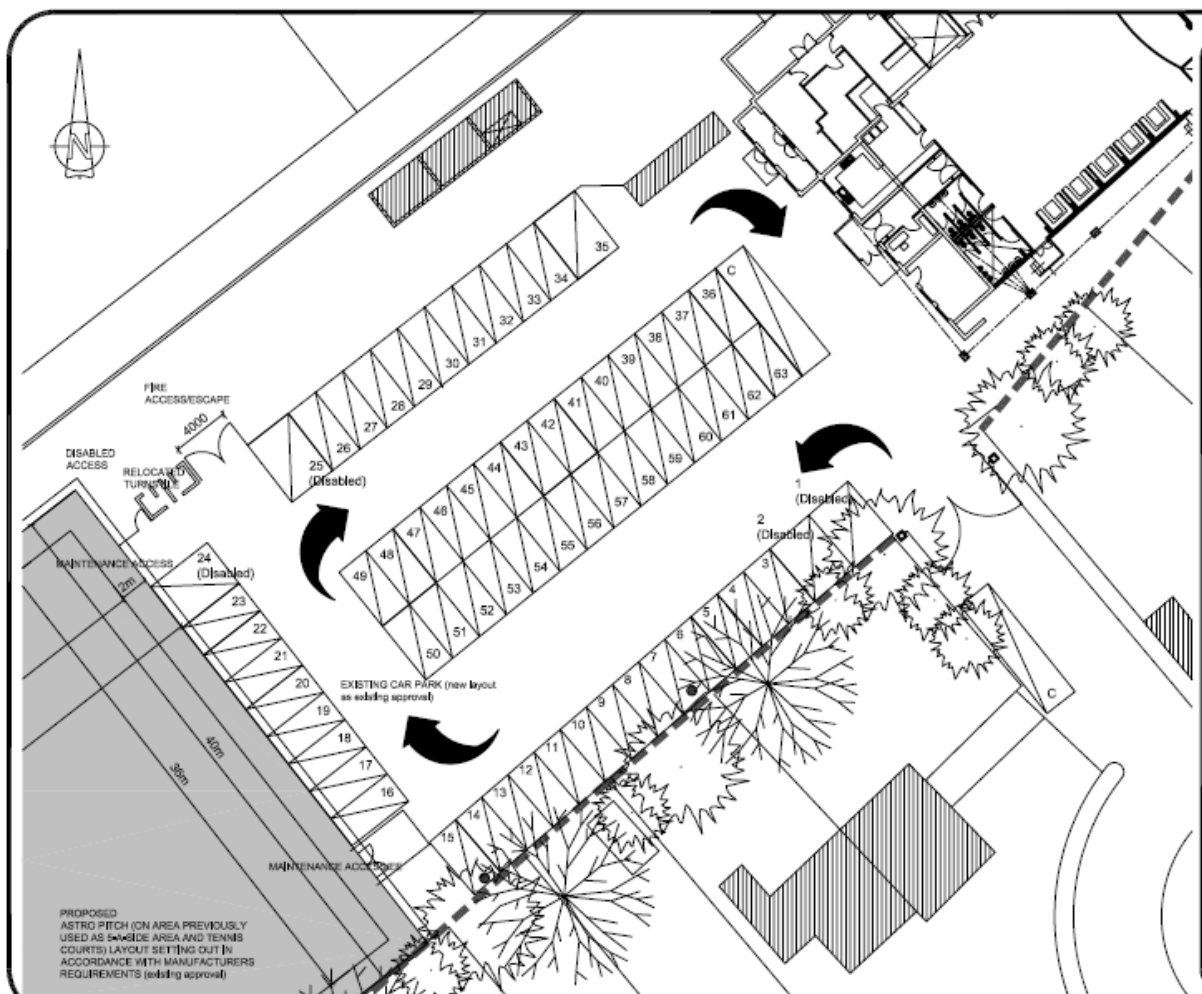 N
35
34
33
32
31
30
29
28
27
26
25
(Disabled)
C
36
37
38
39
40
41
42
43
44
45
46
47
48
49
63
62
61
60
59
58
57
56
55
54
53
52
51
50
FIRE
ACCESS/ESCAPE
4000
DISABLED
ACCESS
RELOCATED
TURNSTILE
MAINTENANCE ACCESS
2m
24
(Disabled)
23
22
21
20
19
18
17
16
40m
36m
EXISTING CAR PARK (new layout
as existing approval)
1
(Disabled)
2
(Disabled)
3
4
5
6
7
8
9
10
11
12
13
14
15
C
MAINTENANCE ACCESS/ES
PROPOSED
ASTRO PITCH (ON AREA PREVIOUSLY
USED AS 5-A-SIDE AREA AND TENNIS
COURTS) LAYOUT SETTING OUT IN
ACCORDANCE WITH MANUFACTURERS
REQUIREMENTS (existing approval)